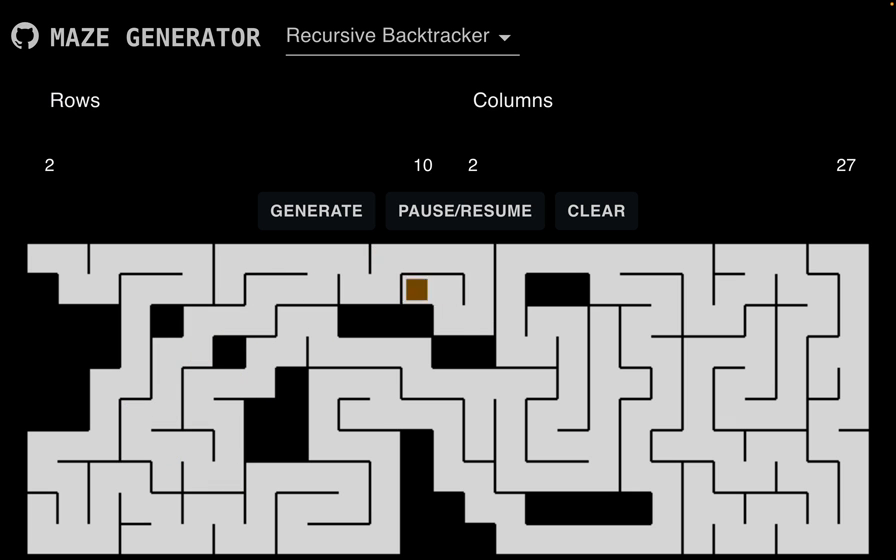 MAZE GENERATOR Recursive Backtracker
Rows Columns
2 10 2 27
GENERATE PAUSE/RESUME CLEAR